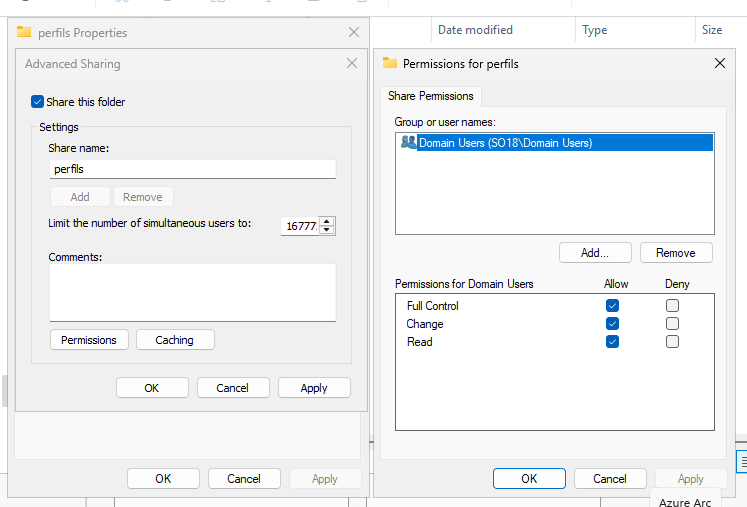 Date modified
Type
Size
perfils Properties
Advanced Sharing
Share this folder
Settings
Share name:
perfils
Add
Remove
Limit the number of simultaneous users to:
16777
Comments:
Permissions
Caching
OK
Cancel
Apply
OK
Cancel
Apply
Permissions for perfils
Share Permissions
Group or user names:
Domain Users (SO18\Domain Users)
Add...
Remove
Permissions for Domain Users
Allow
Deny
Full Control
Change
Read
OK
Cancel
Apply
Azure Arc